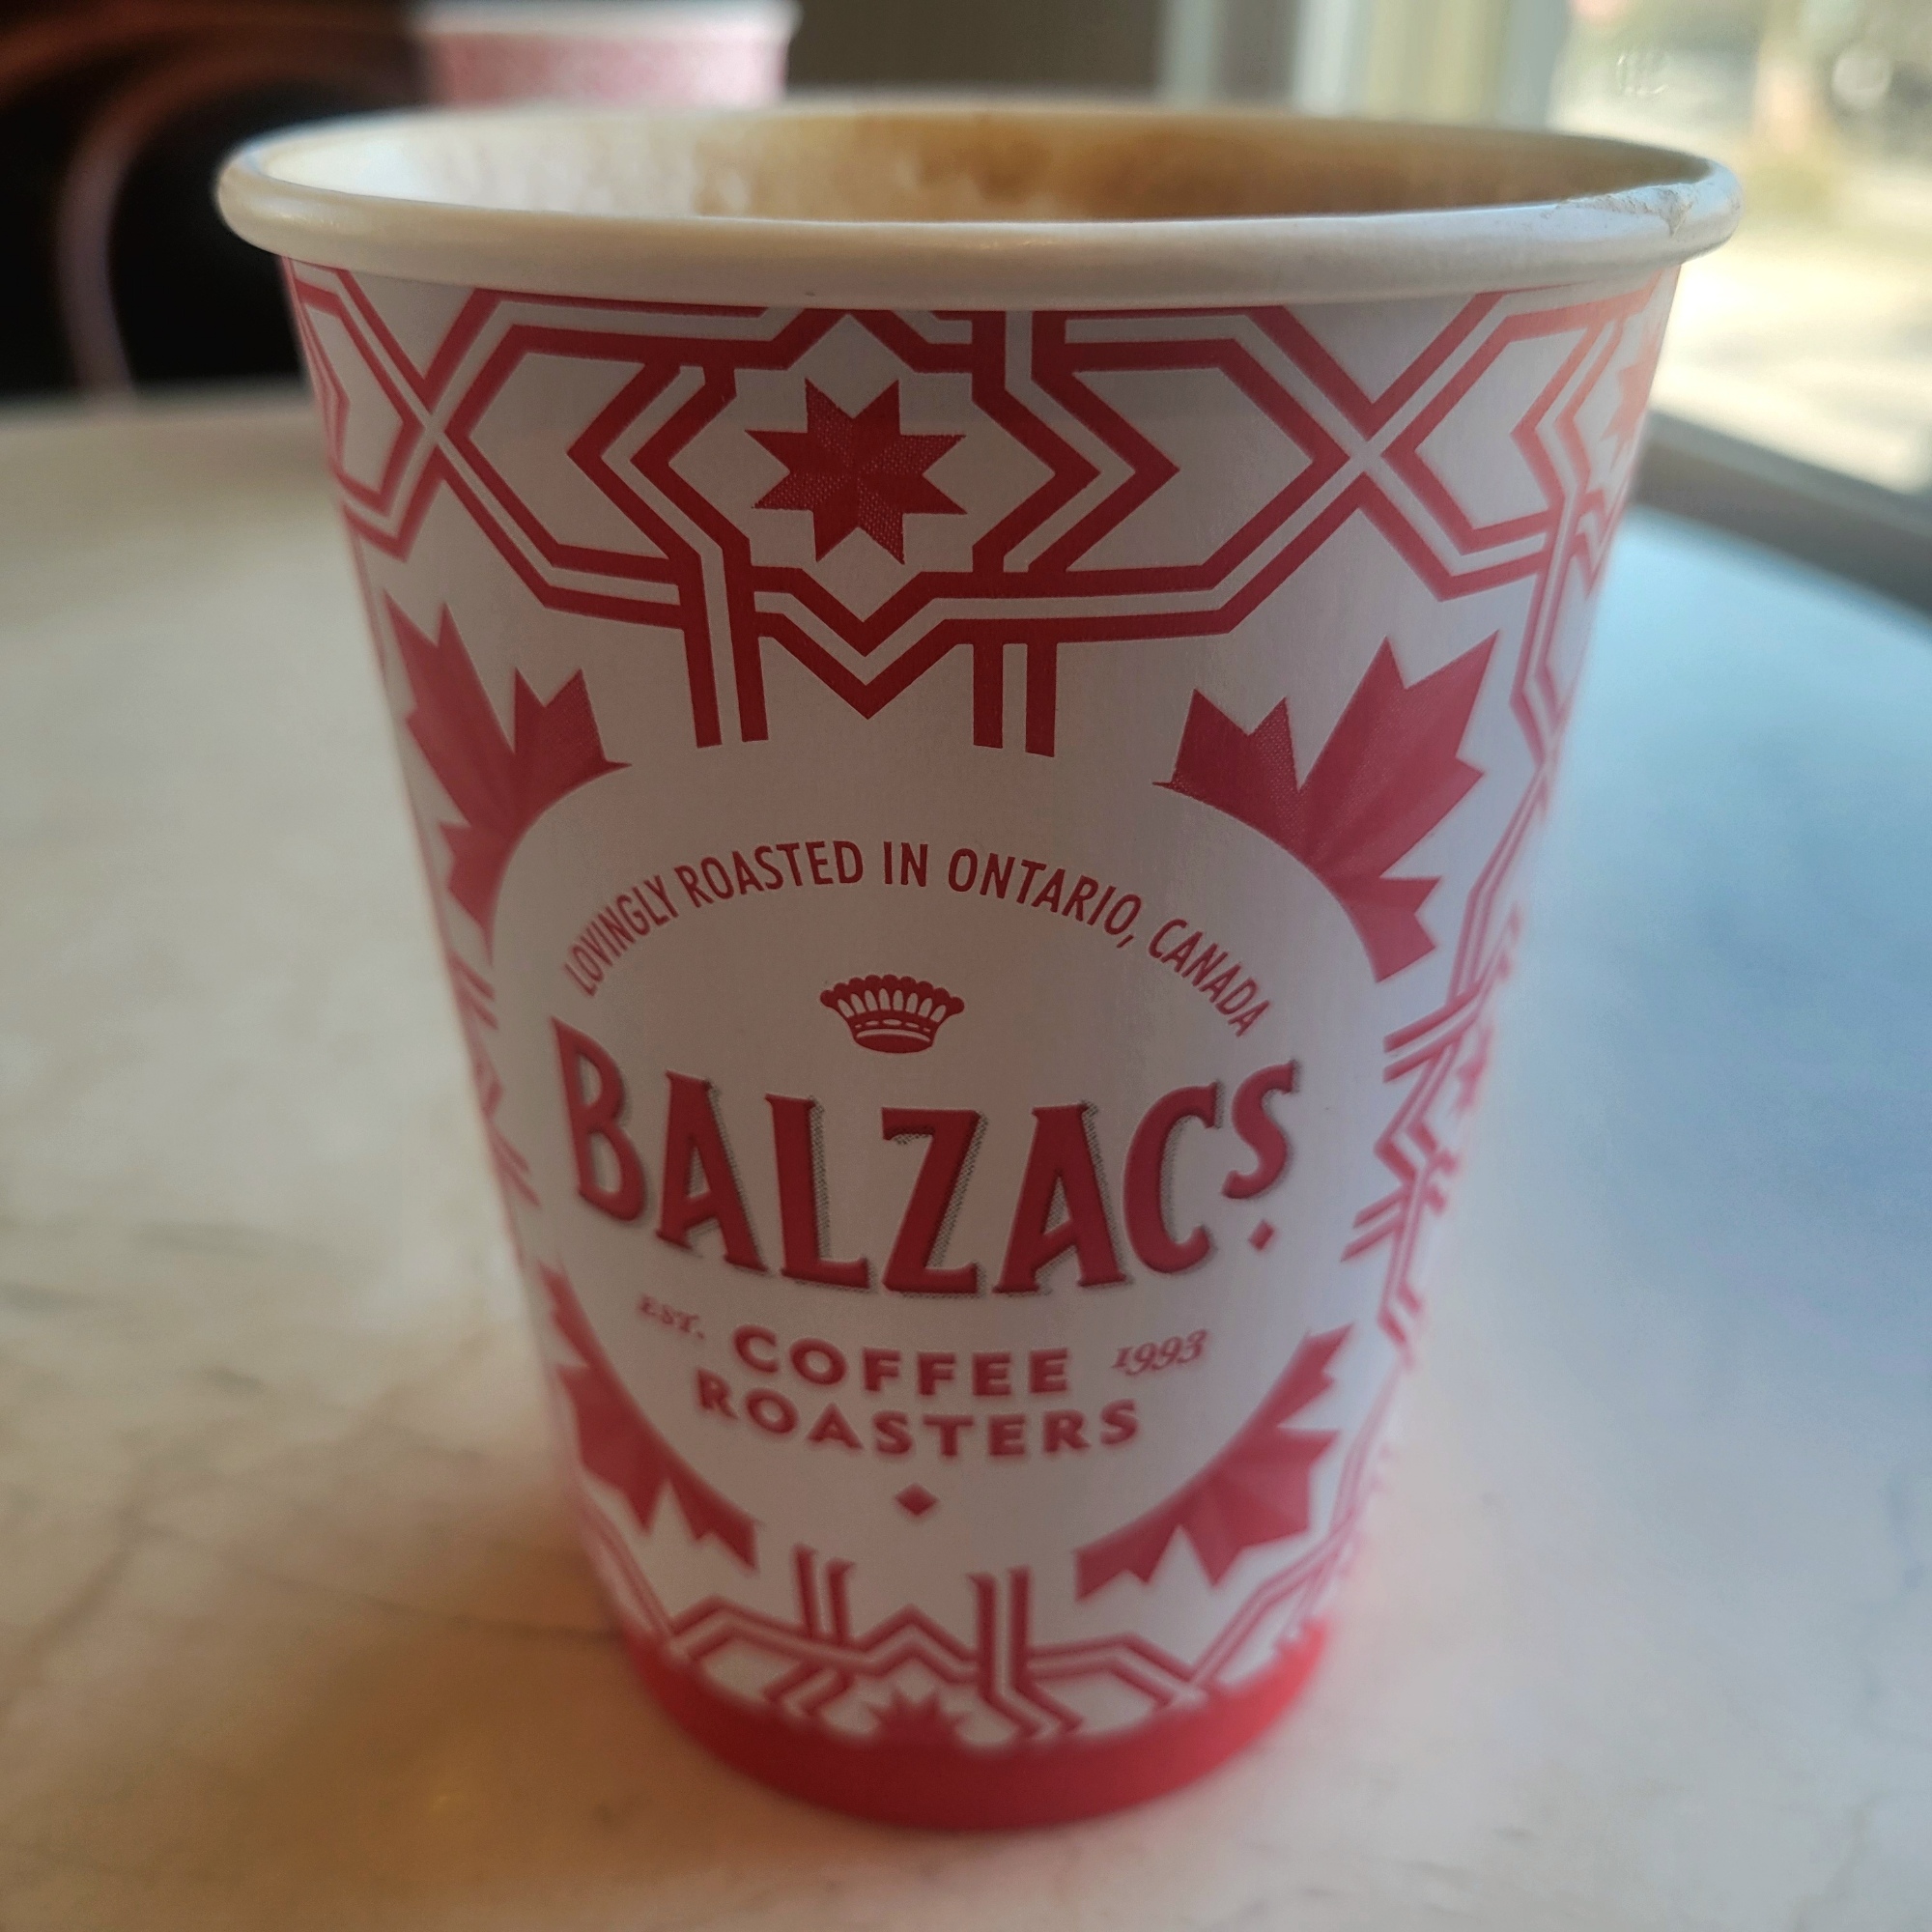 LOVINGLY ROASTED IN ONTARIO, CANADA
BALZAC'S
EST. COFFEE 1993
ROASTERS